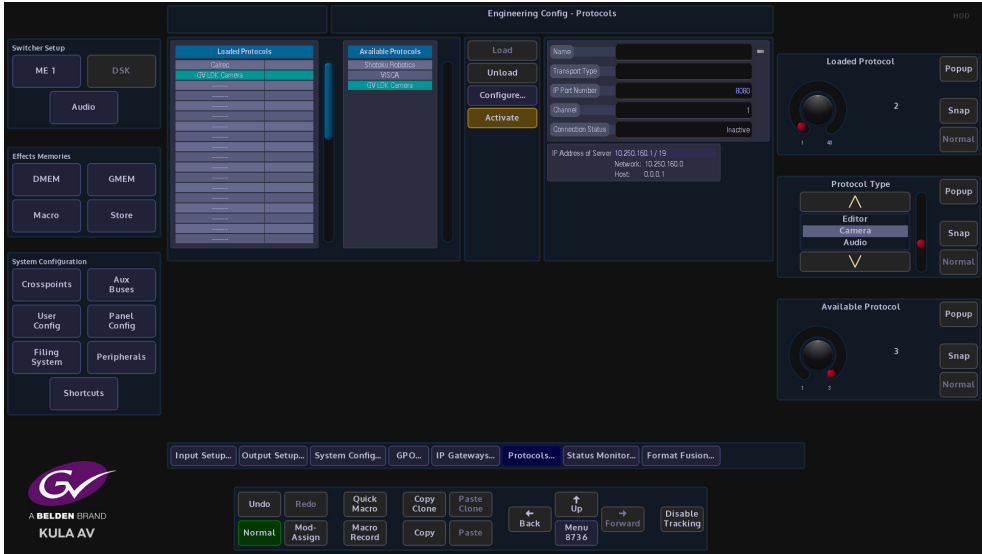 Engineering Config - Protocols
HDD
Switcher Setup
ME 1
DSK
Audio
Effects Memories
DMEM
GMEM
Macro
Store
System Configuration
Crosspoints
Aux
Buses
User
Config
Panel
Config
Filing
System
Peripherals
Shortcuts
Loaded Protocols
Calrec
GV LDK Camera
Available Protocols
Shotoku Robotics
VISCA
GV LDK Camera
Load
Unload
Configure...
Activate
Name
Transport Type
IP Port Number 8080
Channel 1
Connection Status Inactive
IP Address of Server 10.250.160.1 / 19
Network: 10.250.160.0
Host: 0.0.0.1
Loaded Protocol
Popup
2
Snap
Normal
1 48
Protocol Type
Popup
Editor
Camera
Audio
Snap
Normal
Available Protocol
Popup
3
Snap
Normal
1 3
Input Setup... Output Setup... System Config... GPO... IP Gateways... Protocols... Status Monitor... Format Fusion...
GV
A BELDEN BRAND
KULA AV
Undo
Redo
Quick
Macro
Copy
Clone
Paste
Clone
Normal
Mod-
Assign
Macro
Record
Copy
Paste
Back
Up
Menu
8736
Forward
Disable
Tracking